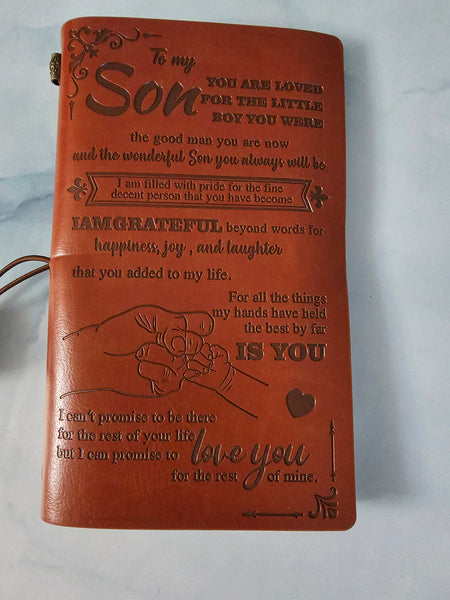 To my
Son
YOU ARE LOVED
FOR THE LITTLE
BOY YOU WERE
the good man you are now
and the wonderful Son you always will be
I am filled with pride for the fine
decent person that you have become
IAMGRATEFUL beyond words for
happiness, joy , and laughter
that you added to my life.
For all the things
my hands have held
the best by far
IS YOU
I can't promise to be there
for the rest of your life
but I can promise to love you
for the rest of mine.